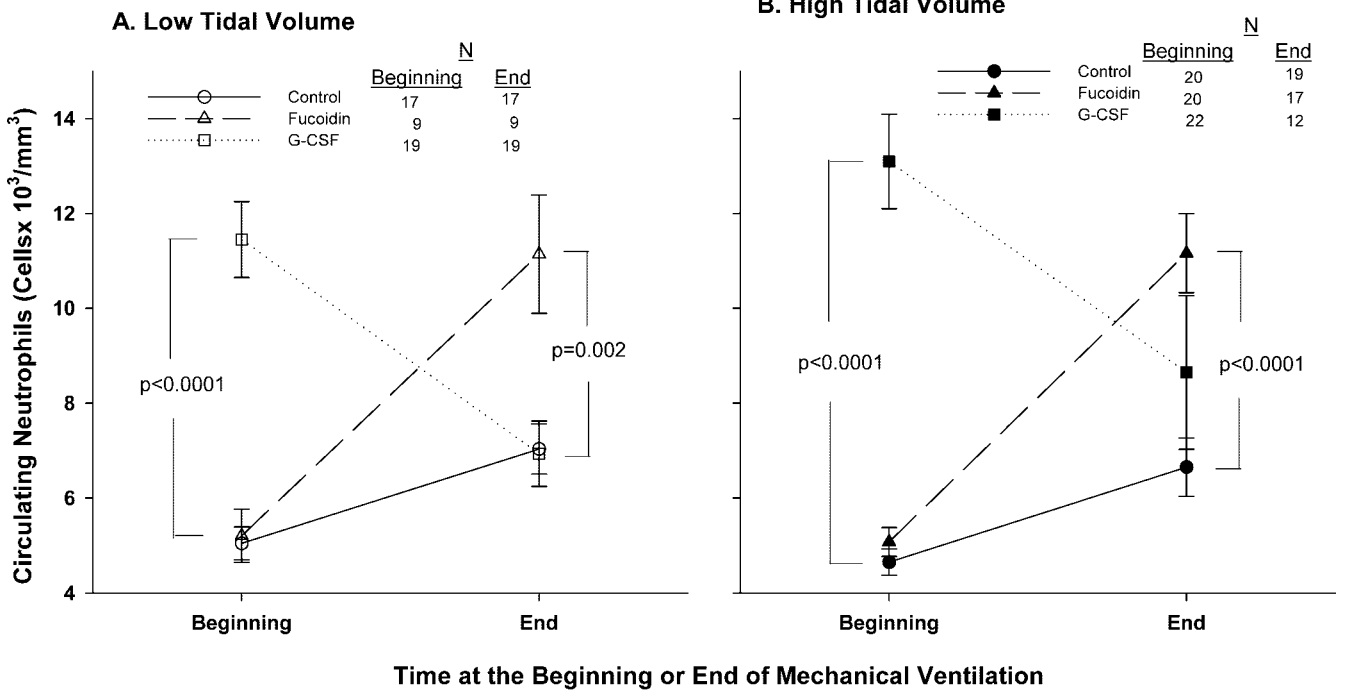 A. Low Tidal Volume
N
Beginning End
Control 17 17
Fucoidin 9 9
G-CSF 19 19
B. High Tidal Volume
N
Beginning End
Control 20 19
Fucoidin 20 17
G-CSF 22 12
Circulating Neutrophils (Cellsx 10³/mm³)
14
12
10
8
6
4
p<0.0001
p=0.002
p<0.0001
p<0.0001
Beginning End
Beginning End
Time at the Beginning or End of Mechanical Ventilation